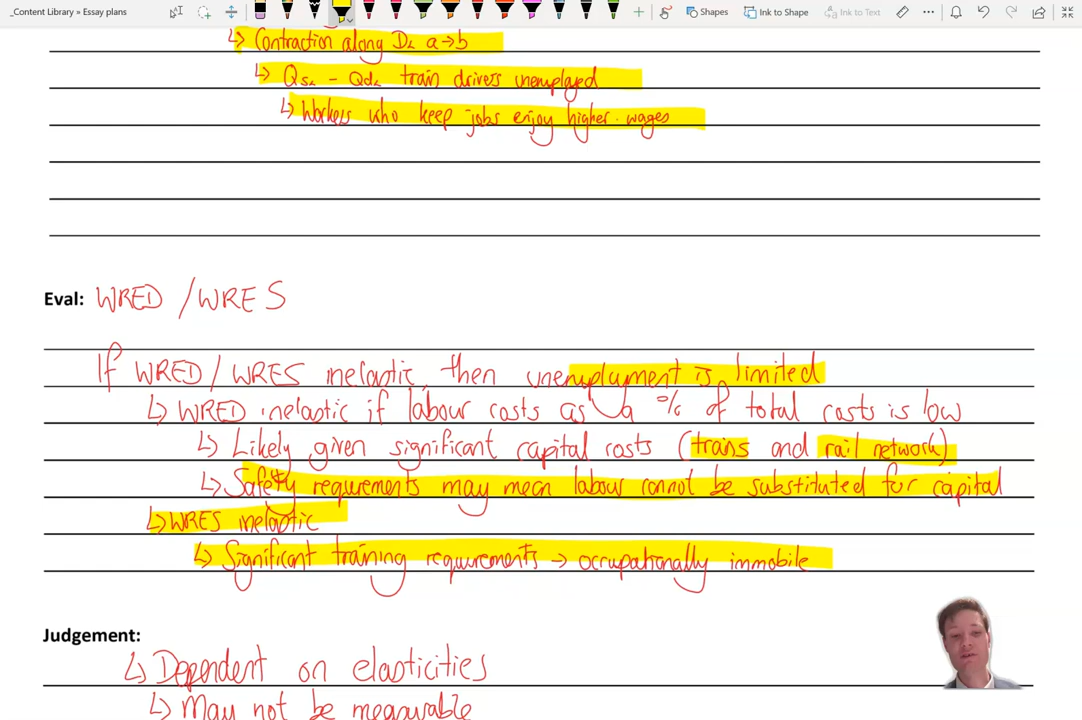 _Content Library » Essay plans
Shapes
Ink to Shape
Ink to Text
↳ Contraction along DL a→b
↳ QSL - QdL train drivers unemployed
↳ Workers who keep jobs enjoy higher wages
Eval: WRED / WRES
If WRED / WRES inelastic, then unemployment is limited
↳ WRED inelastic if labour costs as a % of total costs is low
↳ Likely given significant capital costs (trains and rail network)
↳ Safety requirements may mean labour cannot be substituted for capital
↳ WRES inelastic
↳ Significant training requirements → occupationally immobile
Judgement:
↳ Dependent on elasticities
↳ May not be measurable